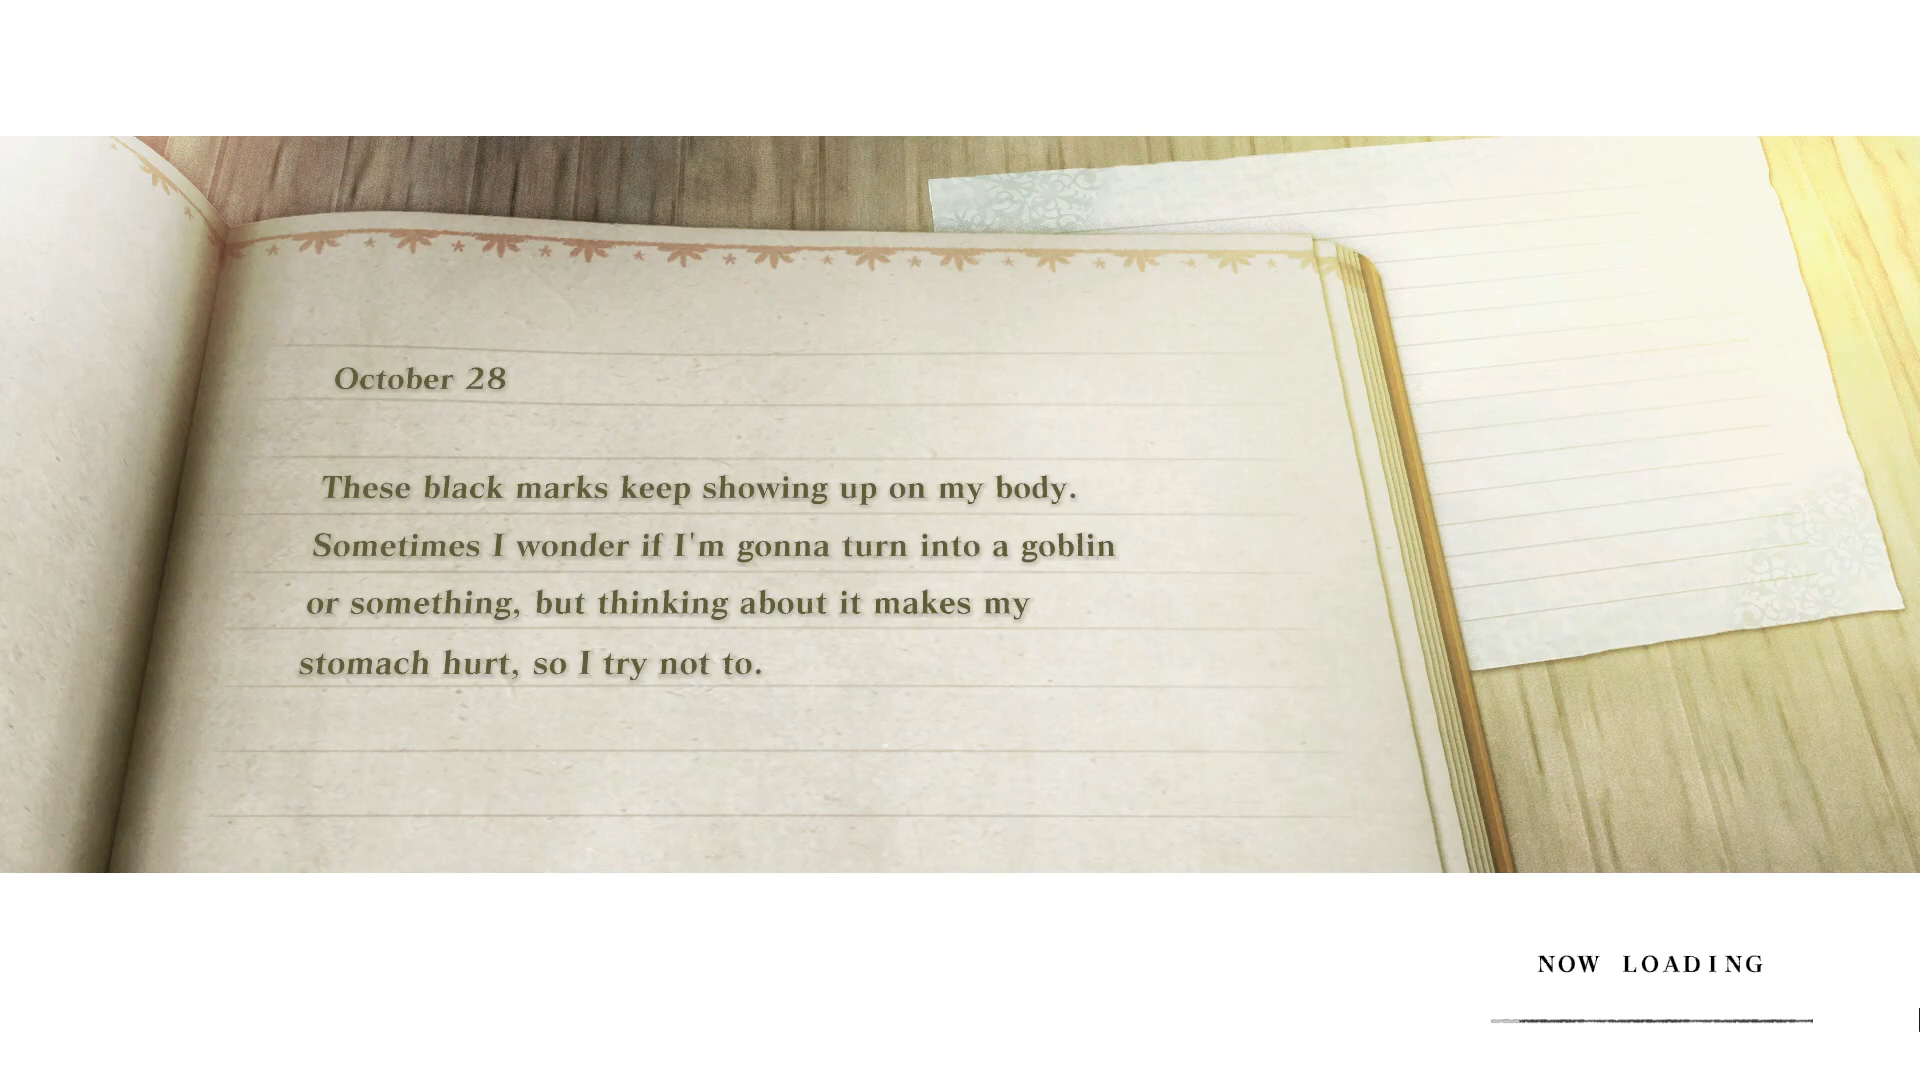 October 28
These black marks keep showing up on my body.
Sometimes I wonder if I'm gonna turn into a goblin
or something, but thinking about it makes my
stomach hurt, so I try not to.
NOW LOADING